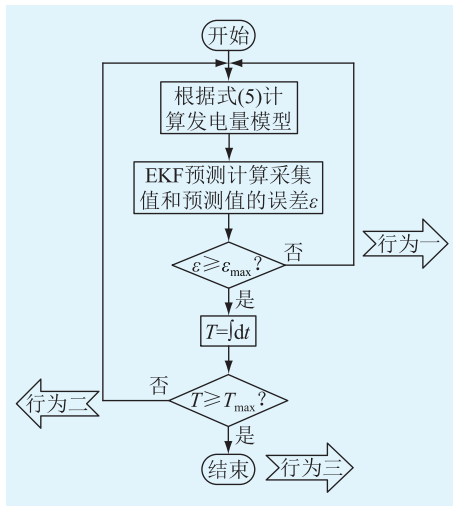 开始
根据式(5)计
算发电量模型
EKF预测计算采集
值和预测值的误差ε
否
行为一
ε≥εmax?
是
T=∫dt
否
行为二
T≥Tmax?
是
结束
行为三